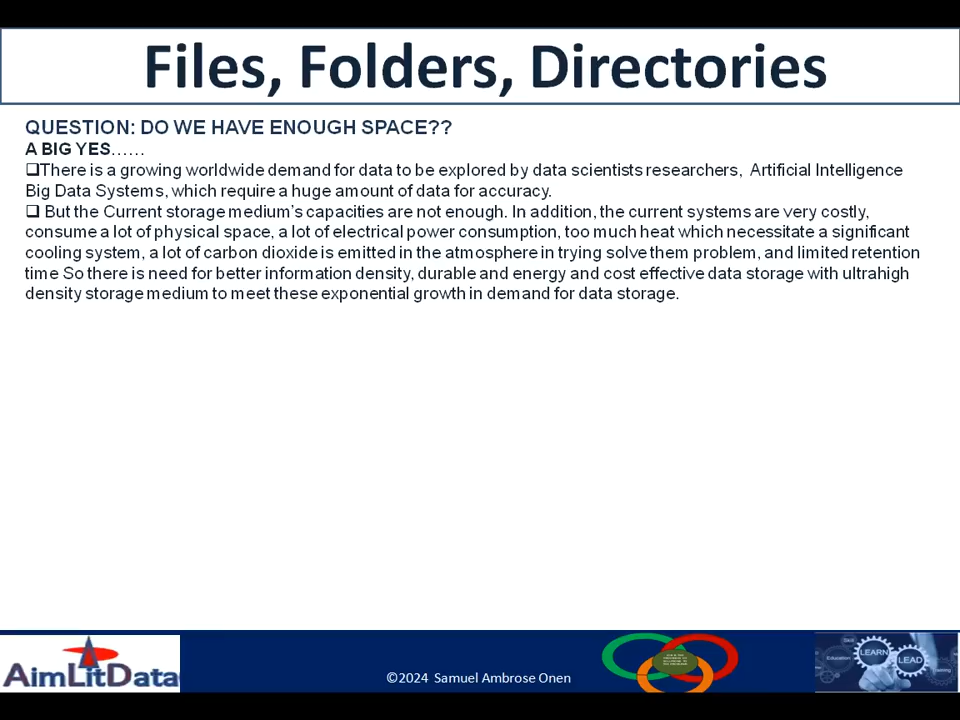 Files, Folders, Directories
QUESTION: DO WE HAVE ENOUGH SPACE??
A BIG YES……
❑There is a growing worldwide demand for data to be explored by data scientists researchers, Artificial Intelligence
Big Data Systems, which require a huge amount of data for accuracy.
❑ But the Current storage medium's capacities are not enough. In addition, the current systems are very costly,
consume a lot of physical space, a lot of electrical power consumption, too much heat which necessitate a significant
cooling system, a lot of carbon dioxide is emitted in the atmosphere in trying solve them problem, and limited retention
time So there is need for better information density, durable and energy and cost effective data storage with ultrahigh
density storage medium to meet these exponential growth in demand for data storage.
AimLitData
©2024 Samuel Ambrose Onen
Skill
Education
LEARN
LEAD
Training